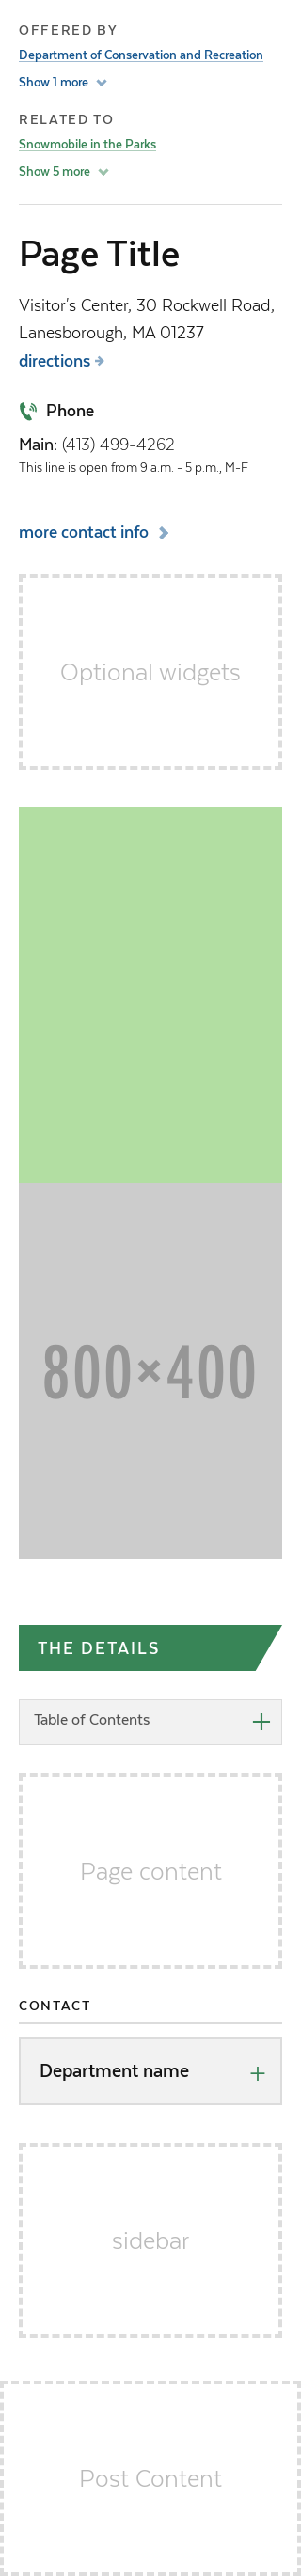 OFFERED BY
Department of Conservation and Recreation
Show 1 more
RELATED TO
Snowmobile in the Parks
Show 5 more
Page Title
Visitor's Center, 30 Rockwell Road,
Lanesborough, MA 01237
directions
Phone
Main: (413) 499-4262
This line is open from 9 a.m. - 5 p.m., M-F
more contact info
Optional widgets
800×400
THE DETAILS
Table of Contents
Page content
CONTACT
Department name
sidebar
Post Content